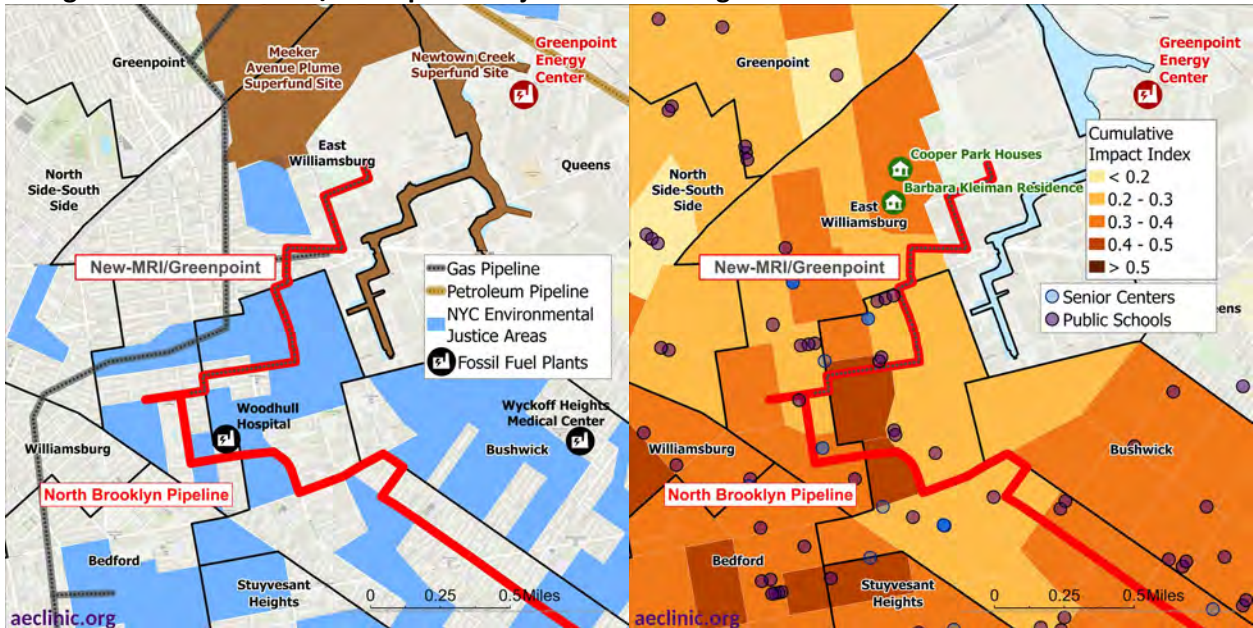 Greenpoint
Meeker
Avenue Plume
Superfund Site
Newtown Creek
Superfund Site
Greenpoint
Energy
Center
North
Side-South
Side
East
Williamsburg
Queens
New-MRI/Greenpoint
Gas Pipeline
Petroleum Pipeline
NYC Environmental
Justice Areas
Fossil Fuel Plants
Woodhull
Hospital
Wyckoff Heights
Medical Center
Bushwick
Williamsburg
North Brooklyn Pipeline
Bedford
Stuyvesant
Heights
0 0.25 0.5Miles
aeclinic.org
Greenpoint
Greenpoint
Energy
Center
Cumulative
Impact Index
< 0.2
0.2 - 0.3
0.3 - 0.4
0.4 - 0.5
> 0.5
Senior Centers
Public Schools
Cooper Park Houses
Barbara Kleiman Residence
North
Side-South
Side
East
Williamsburg
New-MRI/Greenpoint
Williamsburg
Bushwick
North Brooklyn Pipeline
Bedford
Stuyvesant
Heights
0 0.25 0.5Miles
aeclinic.org